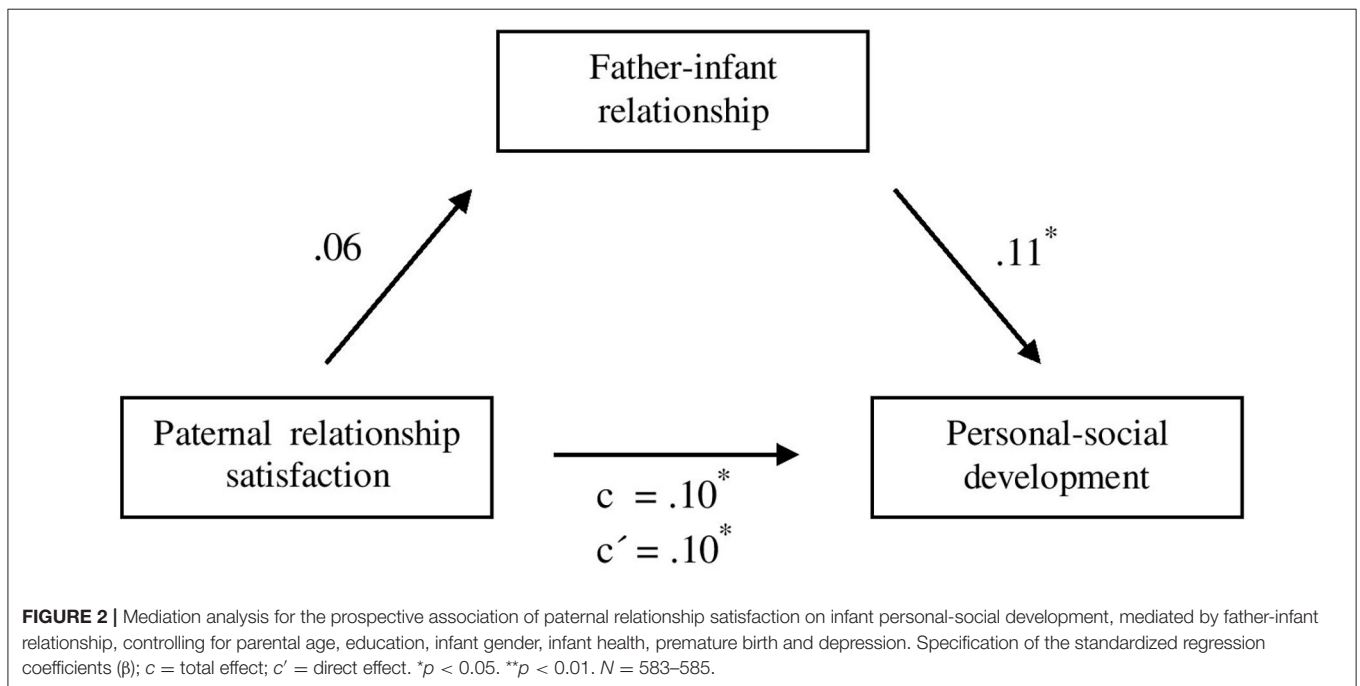 Father-infant
relationship
.06
.11*
Paternal relationship
satisfaction
Personal-social
development
c = .10*
c´ = .10*
FIGURE 2 | Mediation analysis for the prospective association of paternal relationship satisfaction on infant personal-social development, mediated by father-infant
relationship, controlling for parental age, education, infant gender, infant health, premature birth and depression. Specification of the standardized regression
coefficients (β); c = total effect; c′ = direct effect. *p < 0.05. **p < 0.01. N = 583–585.